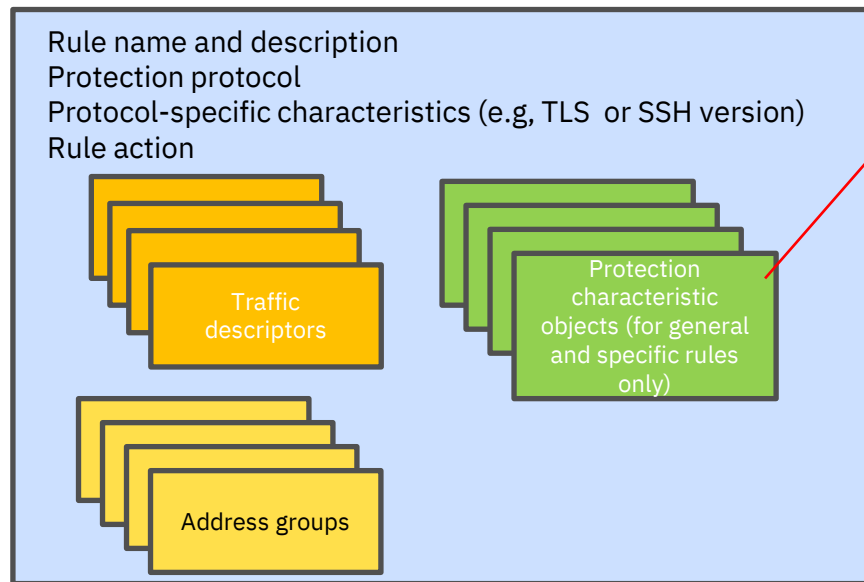 Rule name and description
Protection protocol
Protocol-specific characteristics (e.g, TLS or SSH version)
Rule action
Traffic
descriptors
Protection
characteristic
objects (for general
and specific rules
only)
Address groups